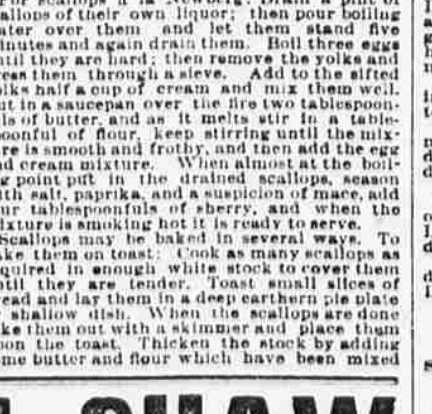 or scallops à la Newberg: Drain a pint of
allops of their own liquor; then pour boiling
ater over them and let them stand five
inutes and again drain them. Boil three eggs
ntil they are hard; then remove the yolks and
ress them through a sieve. Add to the sifted
olks half a cup of cream and mix them well.
ut in a saucepan over the fire two tablespoon-
ls of butter, and as it melts stir in a table-
oonful of flour, keep stirring until the mix-
re is smooth and frothy, and then add the egg
nd cream mixture. When almost at the boil-
g point put in the drained scallops, season
ith salt, paprika, and a suspicion of mace, add
ur tablespoonfuls of sherry, and when the
ixture is smoking hot it is ready to serve.
Scallops may be baked in several ways. To
ake them on toast: Cook as many scallops as
quired in enough white stock to cover them
ntil they are tender. Toast small slices of
read and lay them in a deep earthern pie plate
r shallow dish. When the scallops are done
ke them out with a skimmer and place them
pon the toast. Thicken the stock by adding
me butter and flour which have been mixed
SHAW